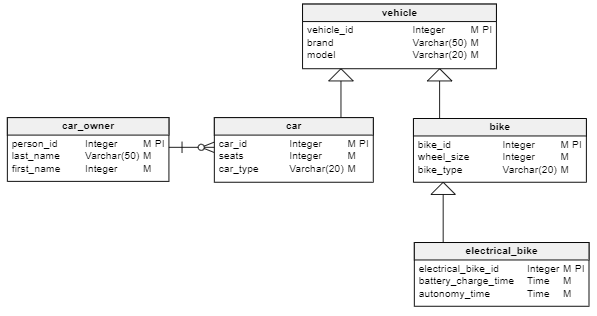 vehicle
vehicle_id Integer M PI
brand Varchar(50) M
model Varchar(20) M
car_owner
person_id Integer M PI
last_name Varchar(50) M
first_name Integer M
car
car_id Integer M PI
seats Integer M
car_type Varchar(20) M
bike
bike_id Integer M PI
wheel_size Integer M
bike_type Varchar(20) M
electrical_bike
electrical_bike_id Integer M PI
battery_charge_time Time M
autonomy_time Time M